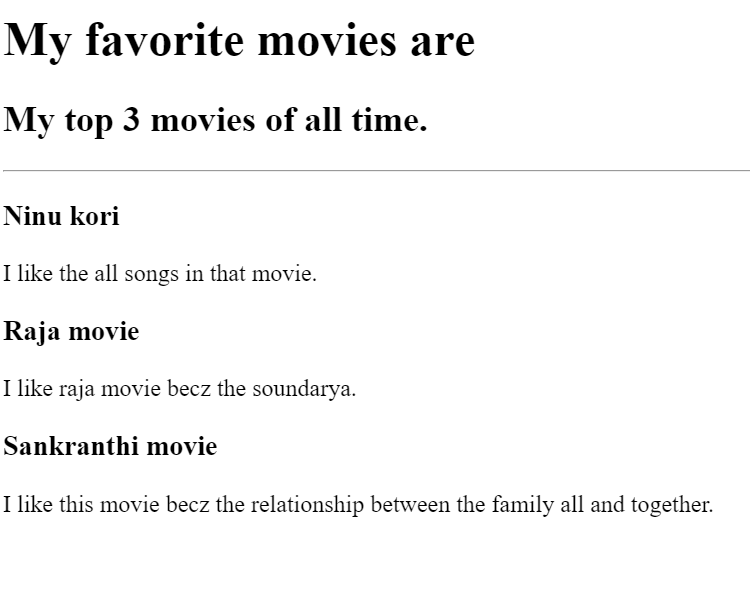 My favorite movies are
My top 3 movies of all time.
Ninu kori
I like the all songs in that movie.
Raja movie
I like raja movie becz the soundarya.
Sankranthi movie
I like this movie becz the relationship between the family all and together.